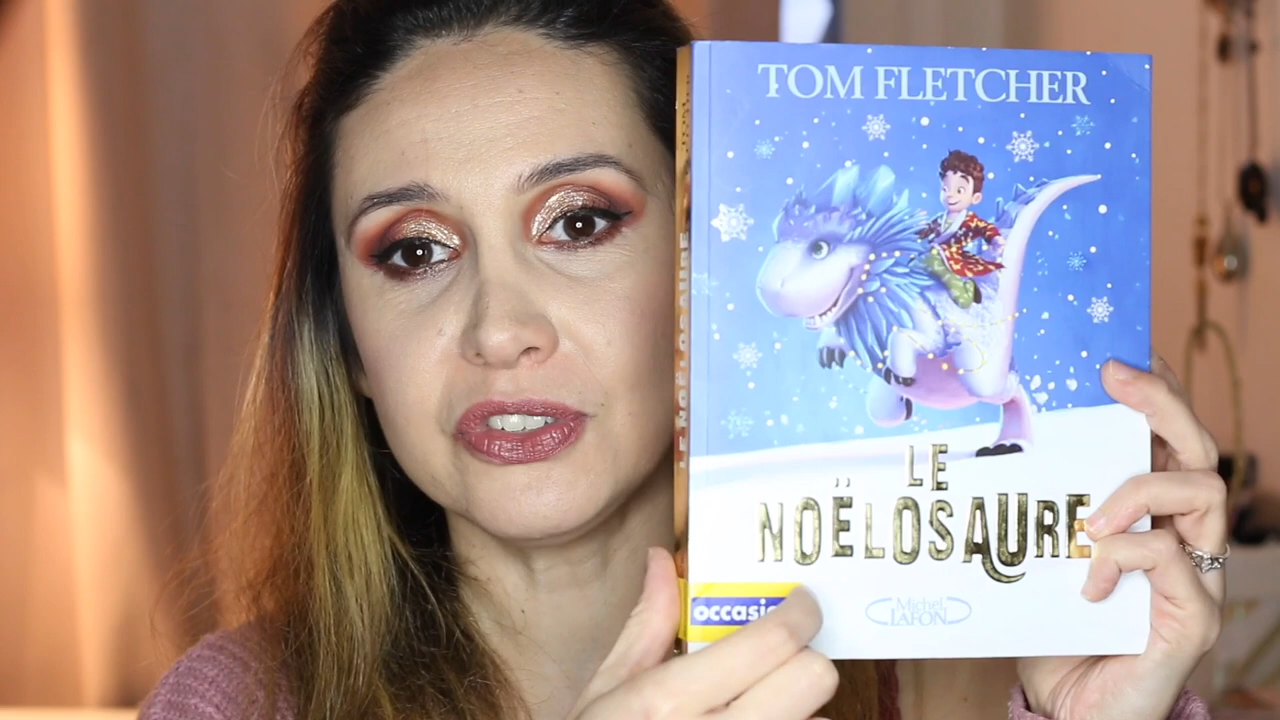 TOM FLETCHER
LE
NOËLOSAURE
LE NOËLOSAURE
Michel
LAFON